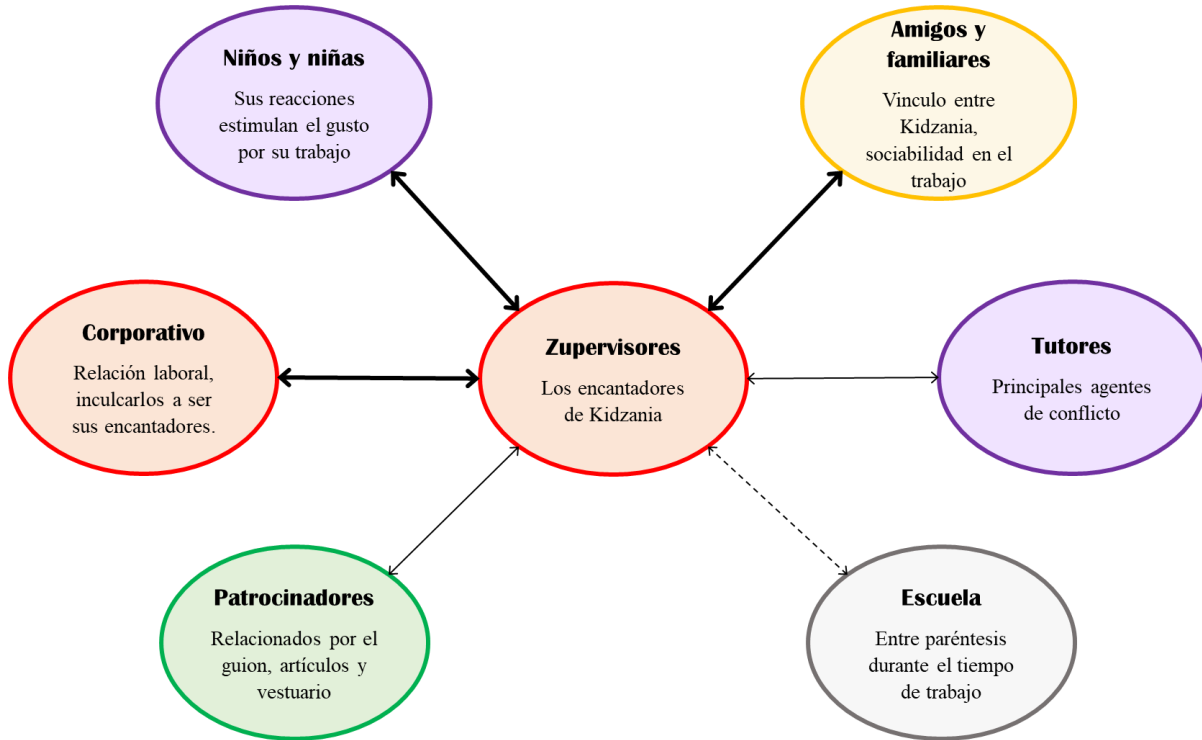 Niños y niñas
Sus reacciones
estimulan el gusto
por su trabajo
Amigos y
familiares
Vinculo entre
Kidzania,
sociabilidad en el
trabajo
Corporativo
Relación laboral,
inculcarlos a ser
sus encantadores.
Zupervisores
Los encantadores
de Kidzania
Tutores
Principales agentes
de conflicto
Patrocinadores
Relacionados por el
guion, artículos y
vestuario
Escuela
Entre paréntesis
durante el tiempo
de trabajo